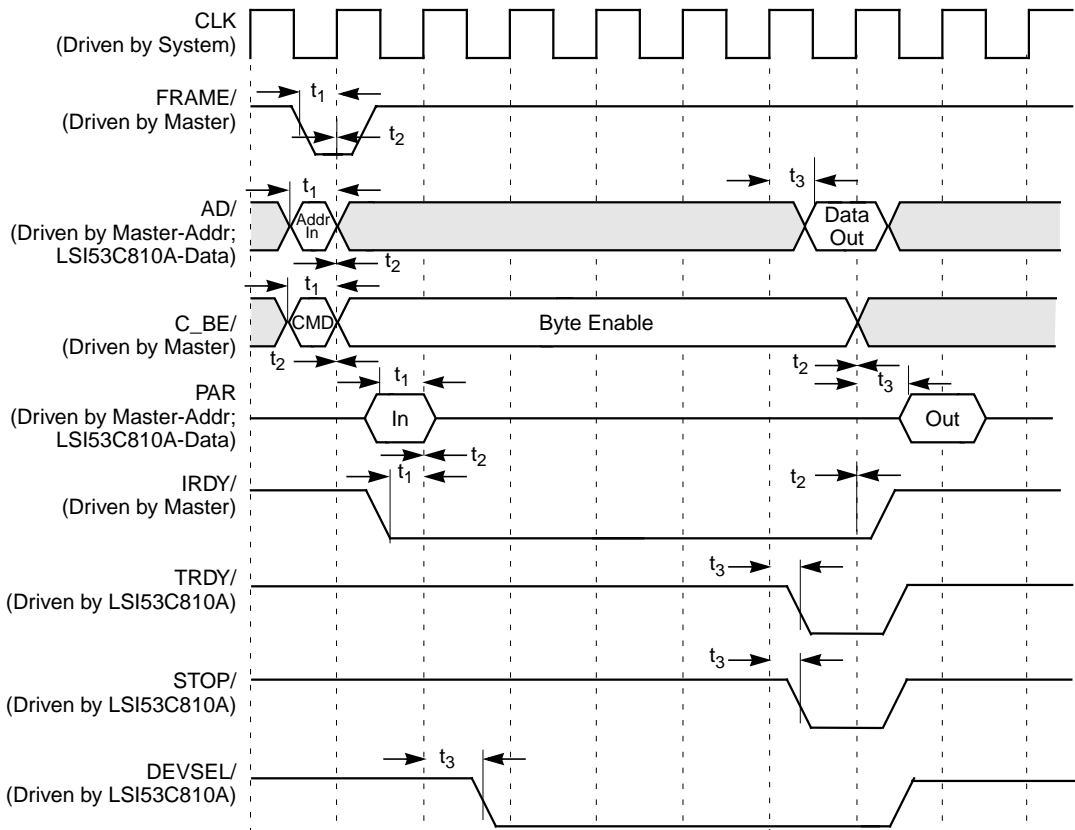 CLK
(Driven by System)
FRAME/
(Driven by Master)
t1
t2
AD/
(Driven by Master-Addr;
LSI53C810A-Data)
t1
Addr
In
t2
t3
Data
Out
C_BE/
(Driven by Master)
t1
CMD
Byte Enable
t2
t2
PAR
(Driven by Master-Addr;
LSI53C810A-Data)
t1
In
t2
t3
Out
IRDY/
(Driven by Master)
t1
t2
TRDY/
(Driven by LSI53C810A)
t3
STOP/
(Driven by LSI53C810A)
t3
DEVSEL/
(Driven by LSI53C810A)
t3